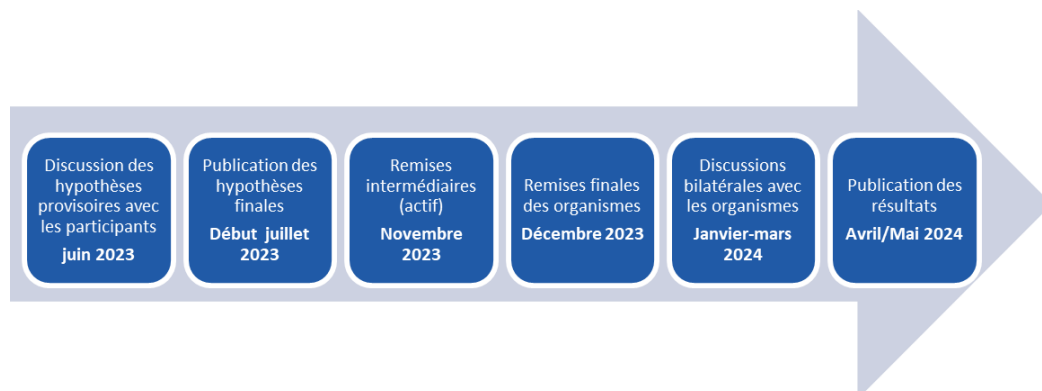 Discussion des
hypothèses
provisoires avec
les participants
juin 2023
Publication des
hypothèses
finales
Début juillet
2023
Remises
intermédiaires
(actif)
Novembre
2023
Remises finales
des organismes
Décembre 2023
Discussions
bilatérales avec
les organismes
Janvier-mars
2024
Publication des
résultats
Avril/Mai 2024